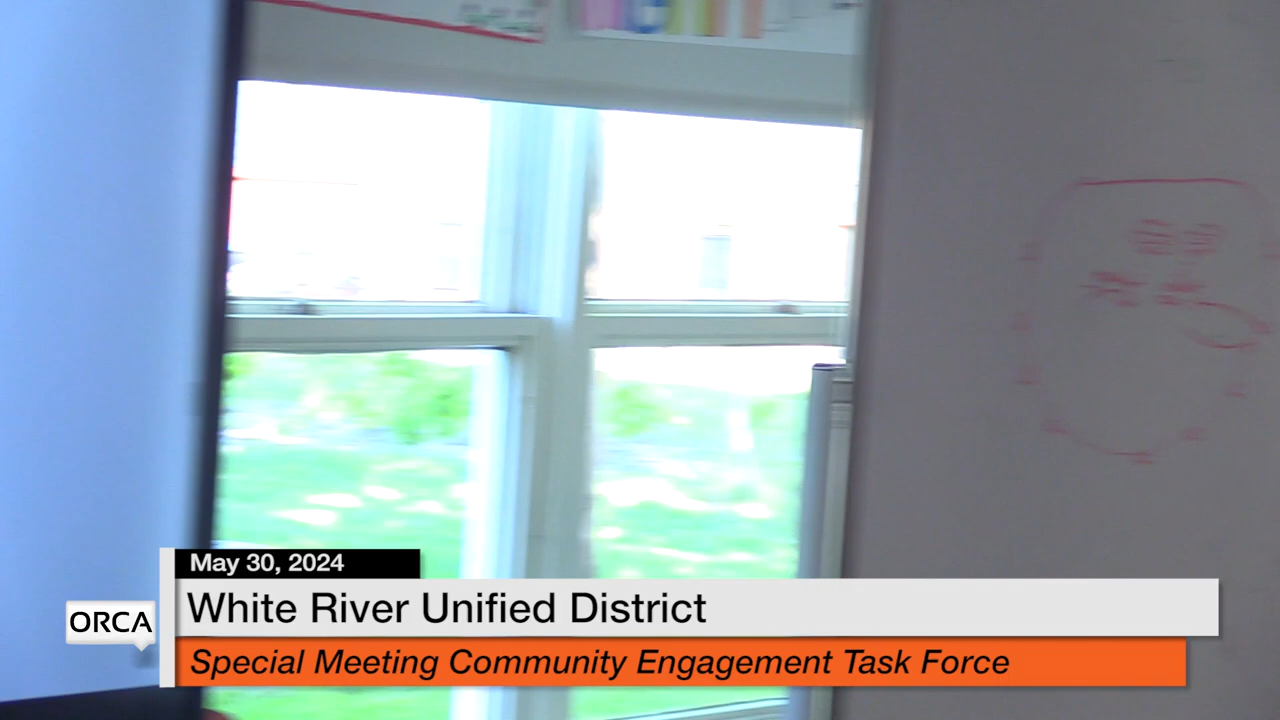 May 30, 2024
White River Unified District
ORCA
Special Meeting Community Engagement Task Force